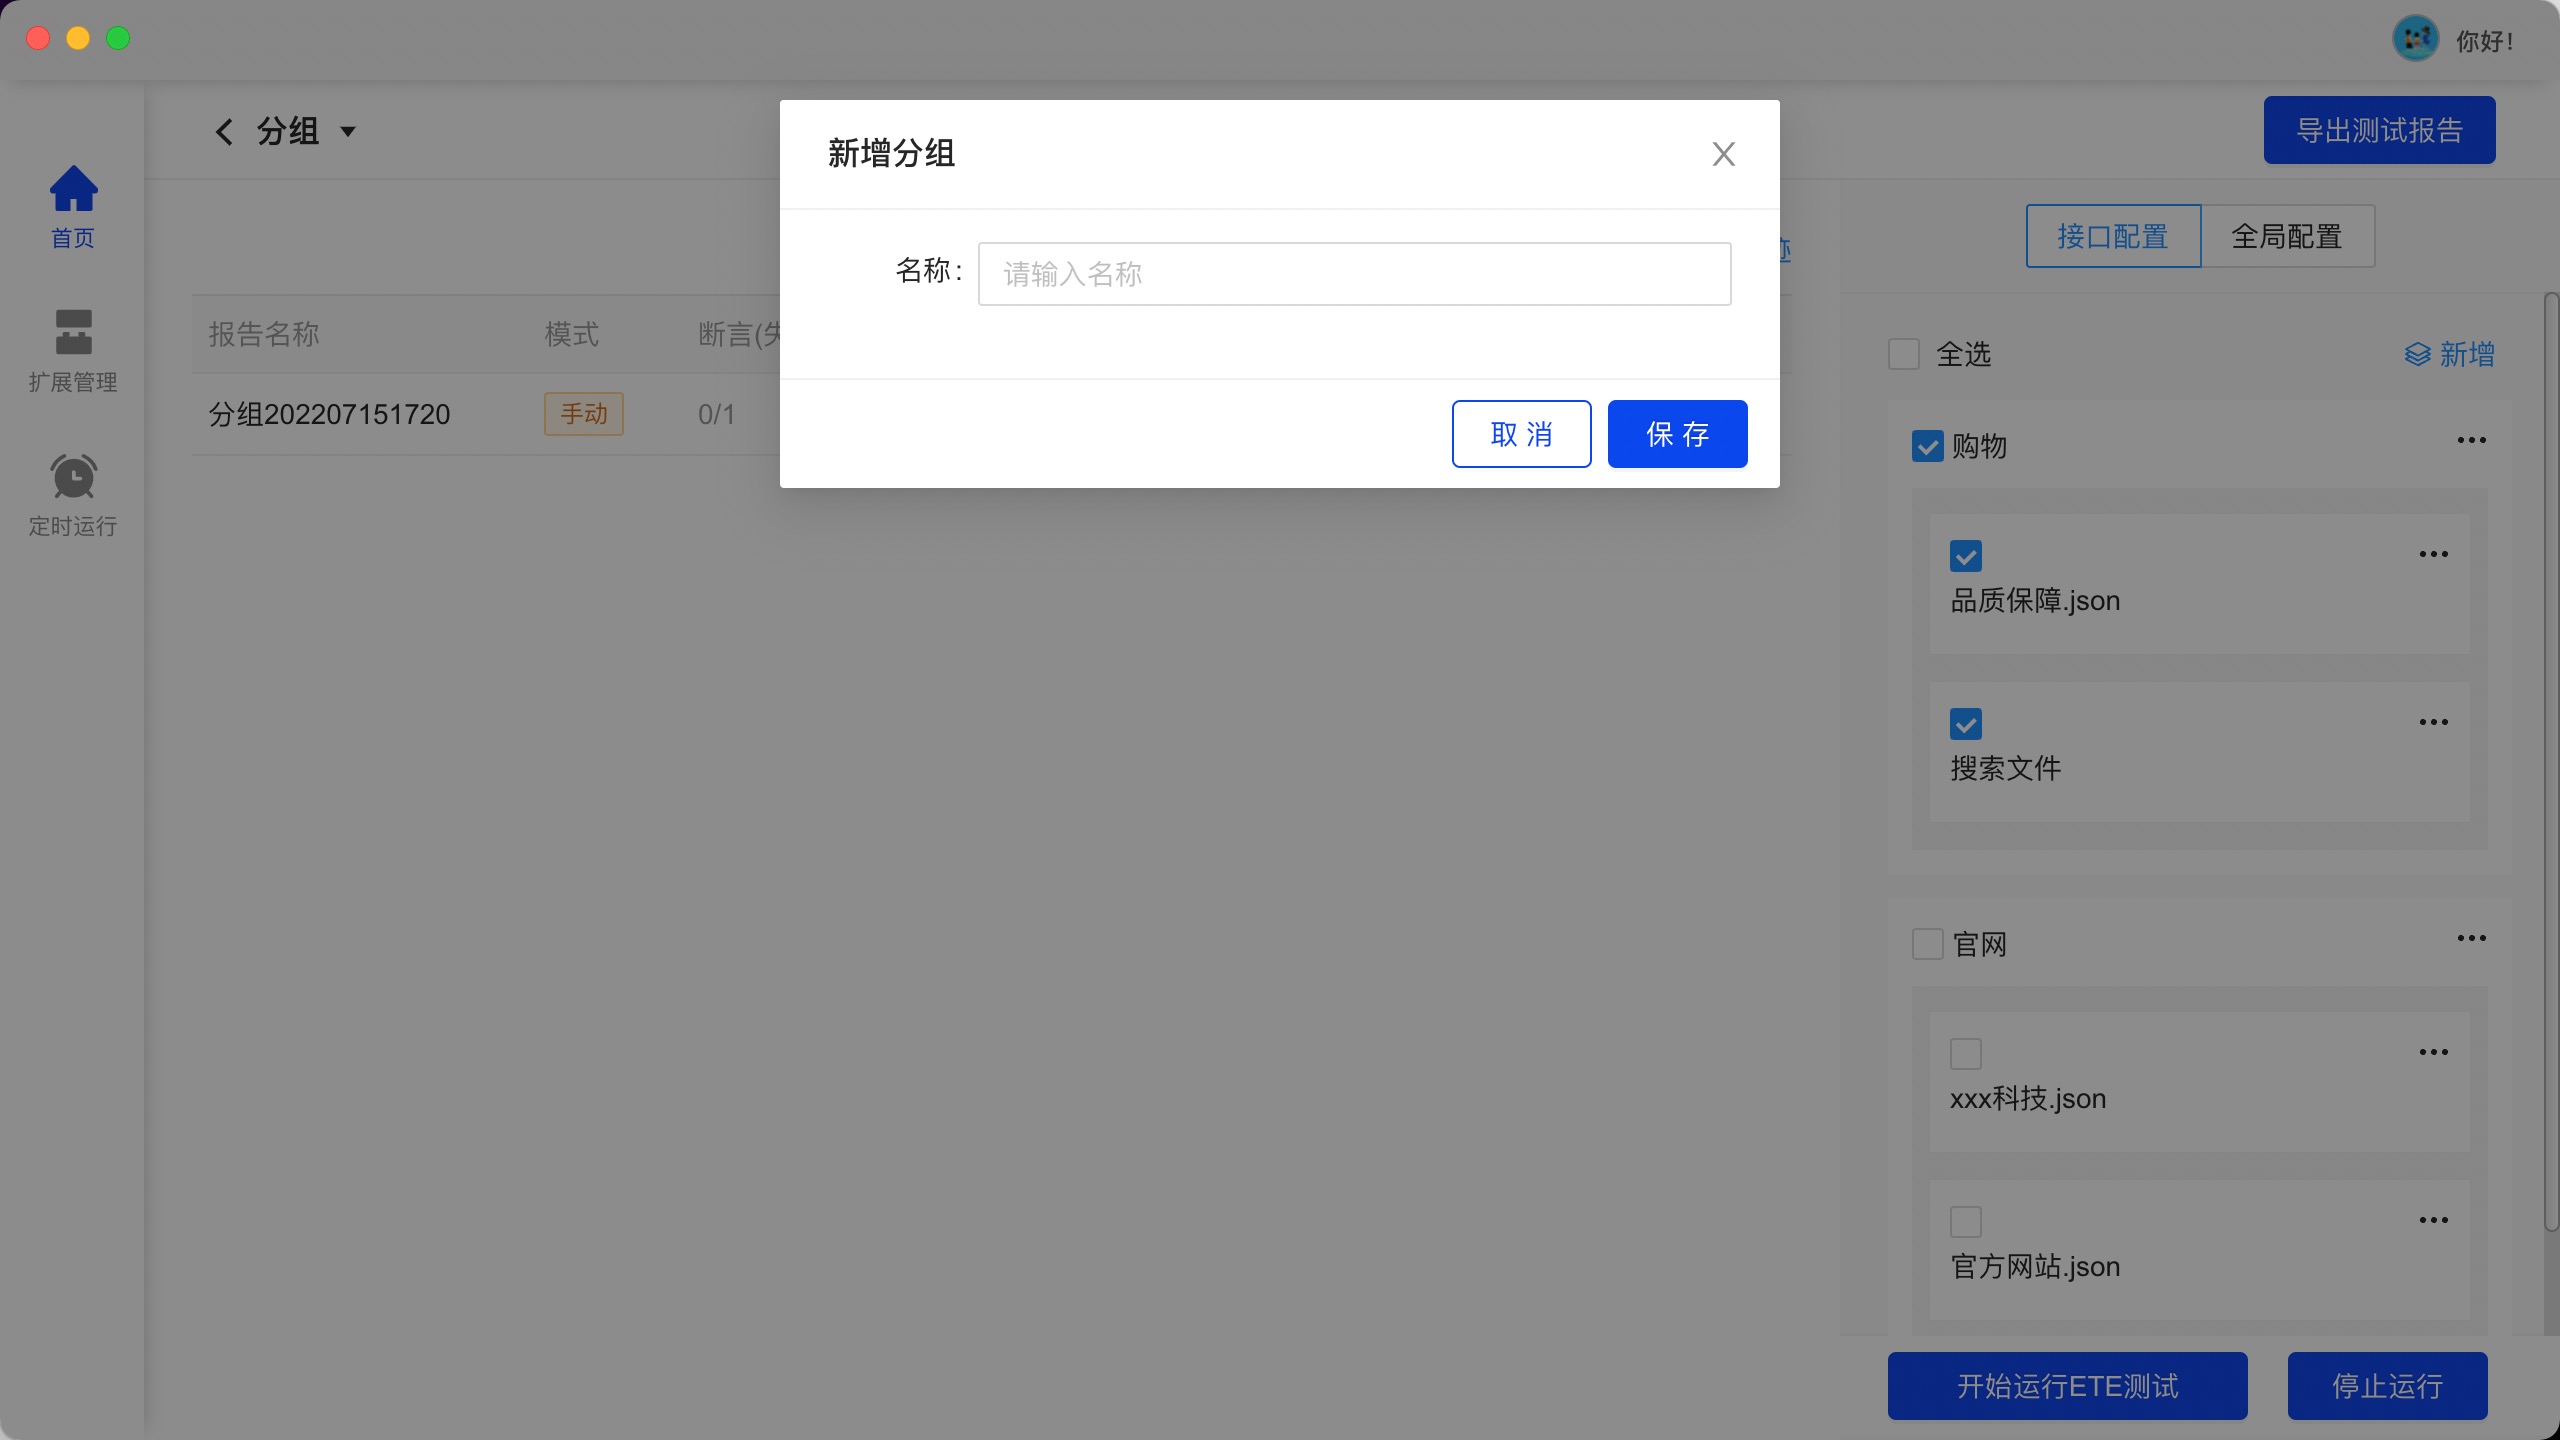 你好！
分组
导出测试报告
新增分组
名称：
请输入名称
取 消
保 存
首页
扩展管理
定时运行
报告名称
模式
断言(
分组202207151720
手动
0/1
接口配置
全局配置
全选
新增
购物
品质保障.json
搜索文件
官网
xxx科技.json
官方网站.json
开始运行ETE测试
停止运行